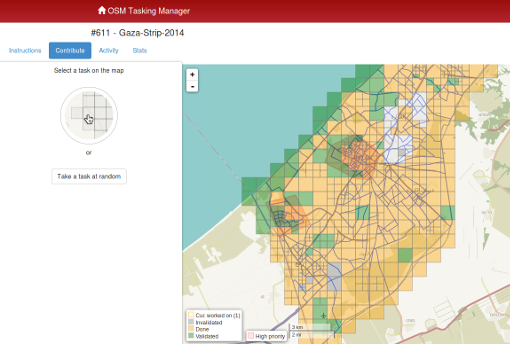 OSM Tasking Manager
#611 - Gaza-Strip-2014
Instructions
Contribute
Activity
Stats
Select a task on the map
or
Take a task at random
+
-
Cur. worked on (1)
Invalidated
Done
Validated
High priority
3 km
2 mi